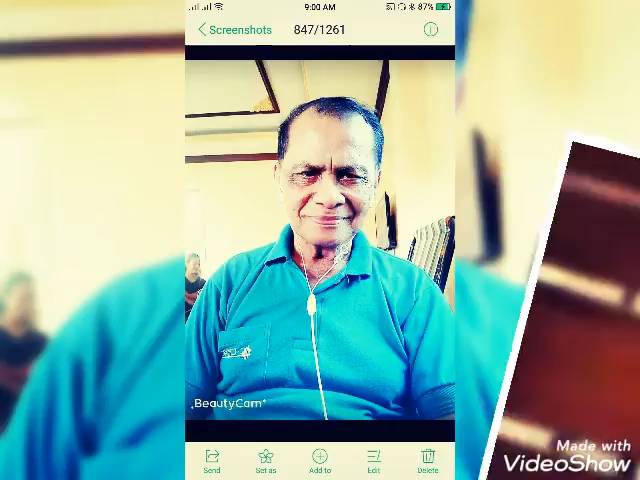 9:00 AM
87%
Screenshots
847/1261
BeautyCam
Send
Set as
Add to
Edit
Delete
Made with
VideoShow